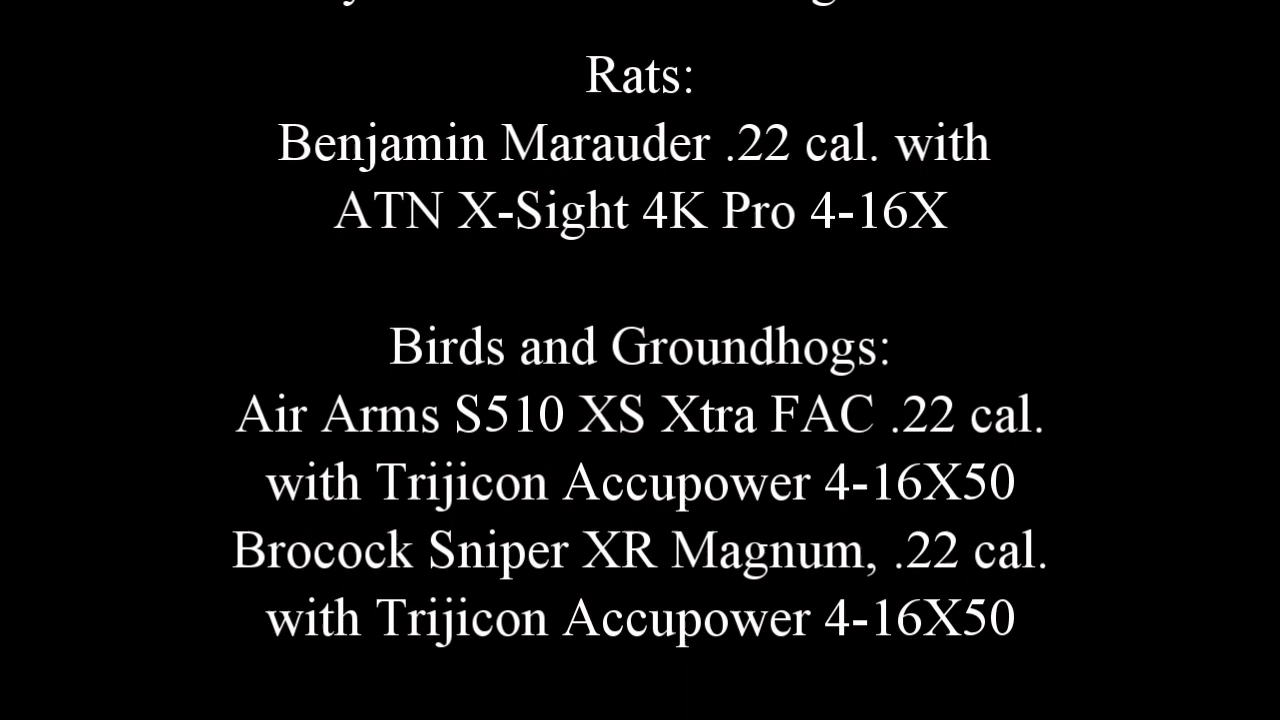 Rats:
Benjamin Marauder .22 cal. with
ATN X-Sight 4K Pro 4-16X
Birds and Groundhogs:
Air Arms S510 XS Xtra FAC .22 cal.
with Trijicon Accupower 4-16X50
Brocock Sniper XR Magnum, .22 cal.
with Trijicon Accupower 4-16X50